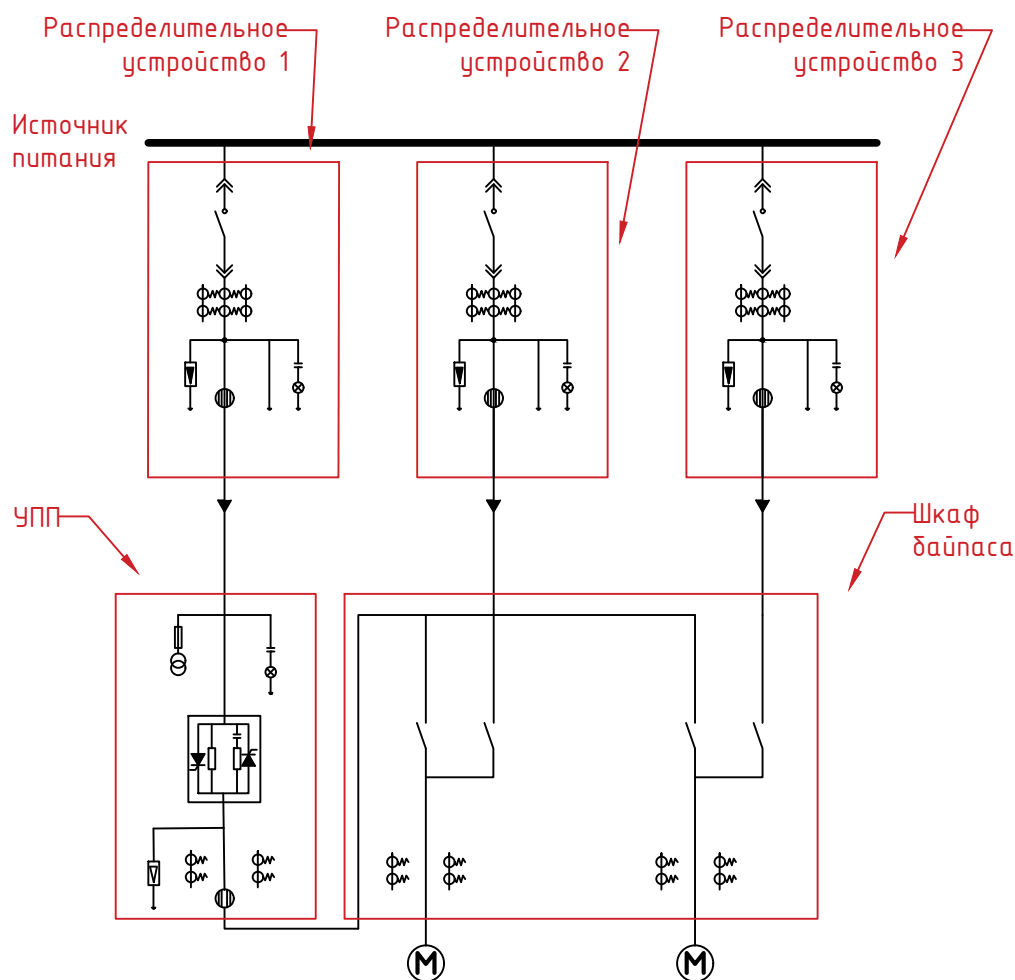 Распределительное
устройство 1
Распределительное
устройство 2
Распределительное
устройство 3
Источник
питания
УПП
Шкаф
байпаса
M
M